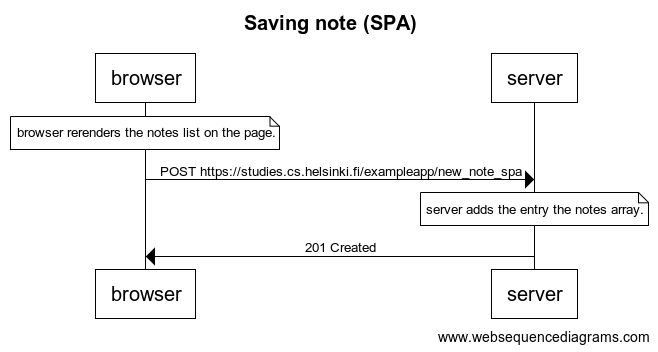 Saving note (SPA)
browser server
browser rerenders the notes list on the page.
POST https://studies.cs.helsinki.fi/exampleapp/new_note_spa
server adds the entry the notes array.
201 Created
browser server
www.websequencediagrams.com